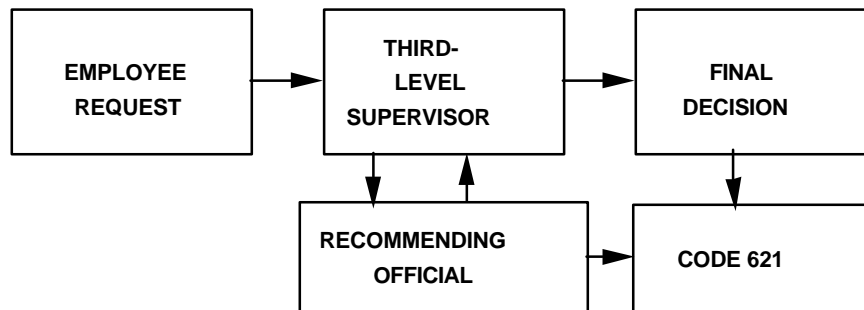 EMPLOYEE
REQUEST
THIRD-
LEVEL
SUPERVISOR
FINAL
DECISION
RECOMMENDING
OFFICIAL
CODE 621